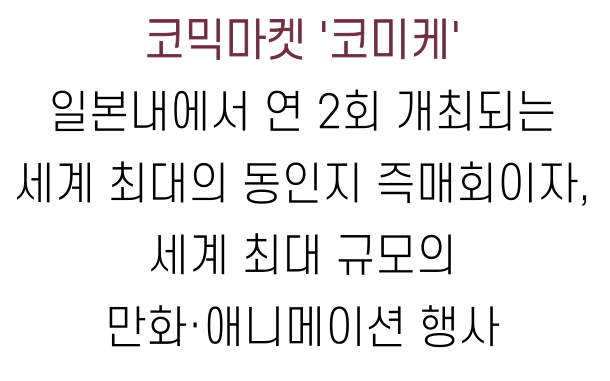 코믹마켓 '코미케'
일본내에서 연 2회 개최되는
세계 최대의 동인지 즉매회이자,
세계 최대 규모의
만화·애니메이션 행사